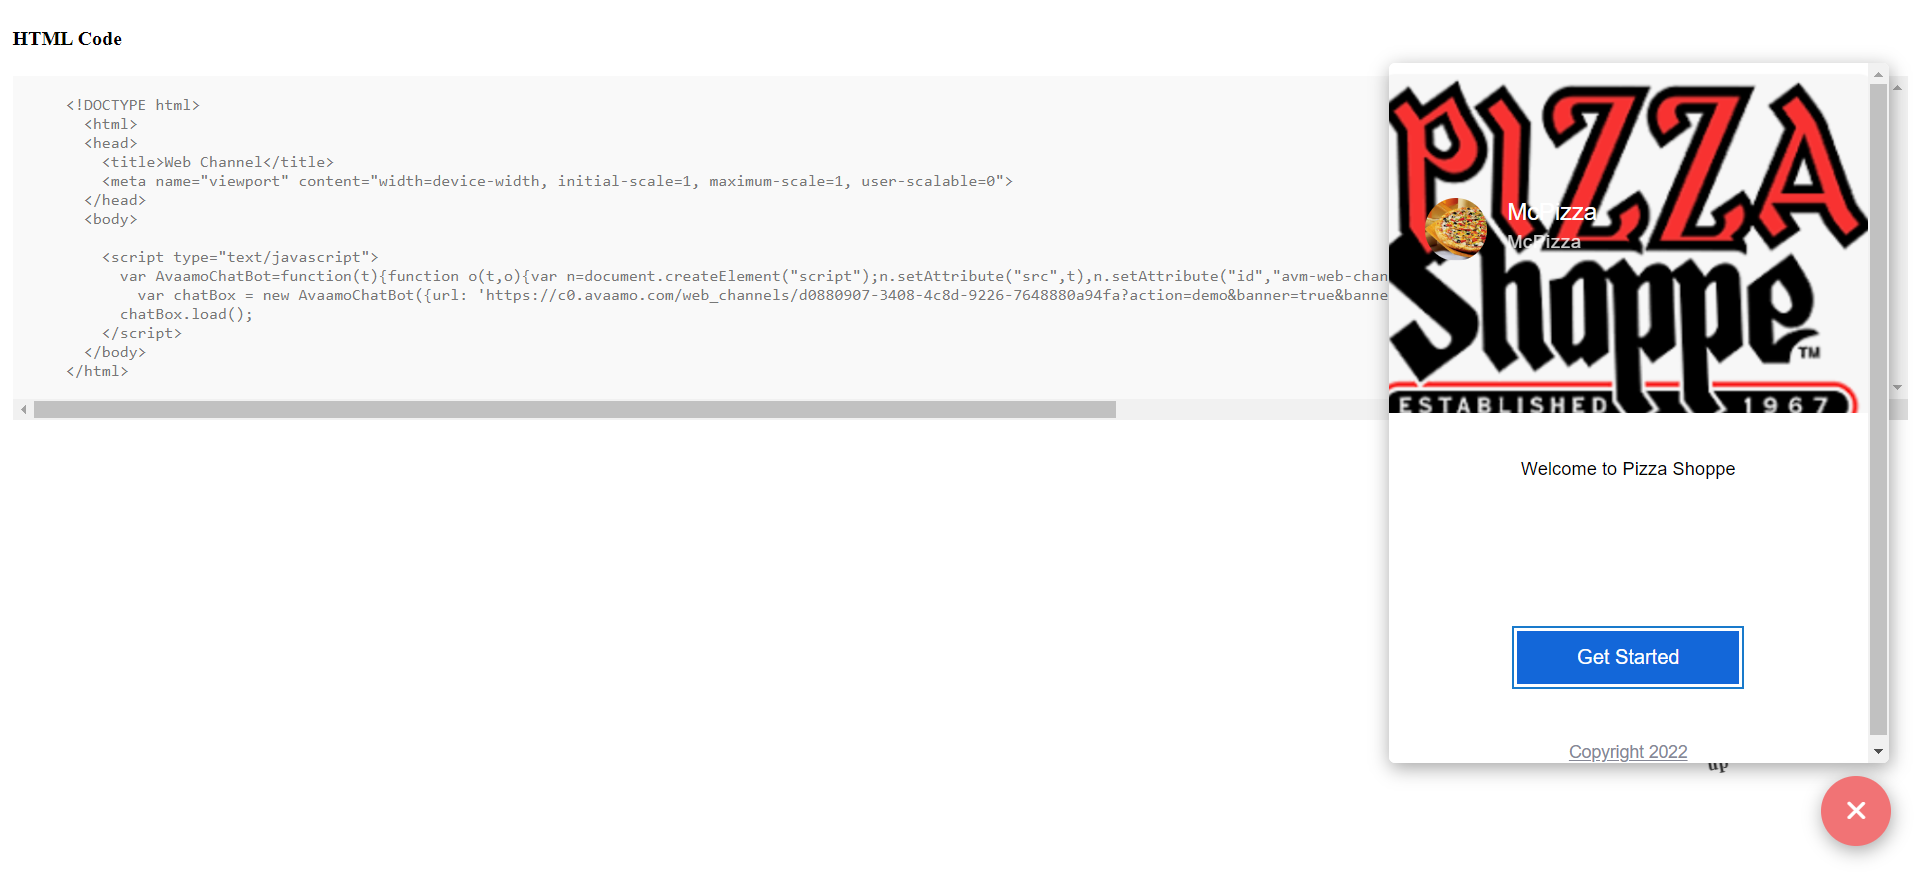 HTML Code
<!DOCTYPE html>
<html>
<head>
<title>Web Channel</title>
<meta name="viewport" content="width=device-width, initial-scale=1, maximum-scale=1, user-scalable=0">
</head>
<body>
<script type="text/javascript">
var AvaamoChatBot=function(t){function o(t,o){var n=document.createElement("script");n.setAttribute("src",t),n.setAttribute("id","avm-web-chan
var chatBox = new AvaamoChatBot({url: 'https://c0.avaamo.com/web_channels/d0880907-3408-4c8d-9226-7648880a94fa?action=demo&banner=true&banne
chatBox.load();
</script>
</body>
</html>
PIZZA
McPizza
McPizza
Shoppe
TM
ESTABLISHED 1967
Welcome to Pizza Shoppe
Get Started
Copyright 2022
up